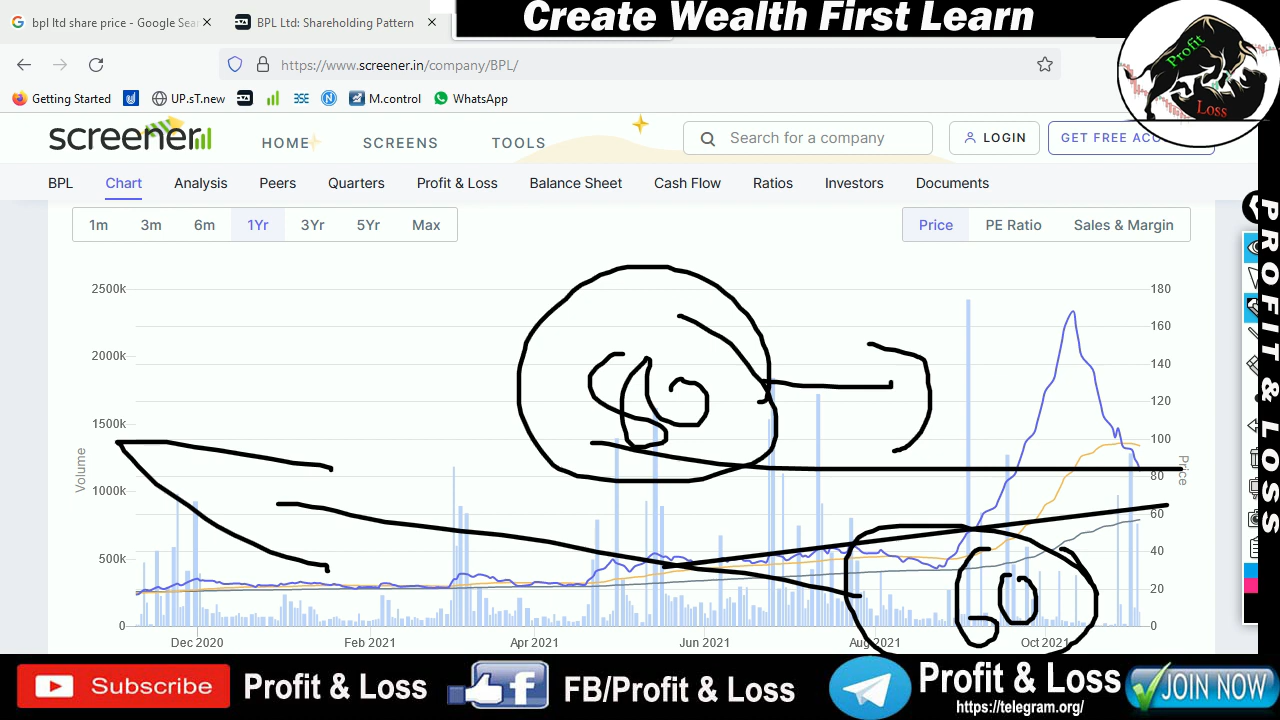 Create Wealth First Learn
bpl ltd share price - Google Sear
BPL Ltd: Shareholding Pattern
Profit
Loss
https://www.screener.in/company/BPL/
Getting Started
UP.sT.new
M.control
WhatsApp
screener
HOME
SCREENS
TOOLS
Search for a company
LOGIN
GET FREE ACC
BPL
Chart
Analysis
Peers
Quarters
Profit & Loss
Balance Sheet
Cash Flow
Ratios
Investors
Documents
1m
3m
6m
1Yr
3Yr
5Yr
Max
Price
PE Ratio
Sales & Margin
PROFIT & LOSS
2500k
2000k
1500k
1000k
500k
0
Volume
180
160
140
120
100
80
60
40
20
0
Price
Dec 2020
Feb 2021
Apr 2021
Jun 2021
Aug 2021
Oct 2021
Subscribe
Profit & Loss
FB/Profit & Loss
Profit & Loss
https://telegram.org/
JOIN NOW